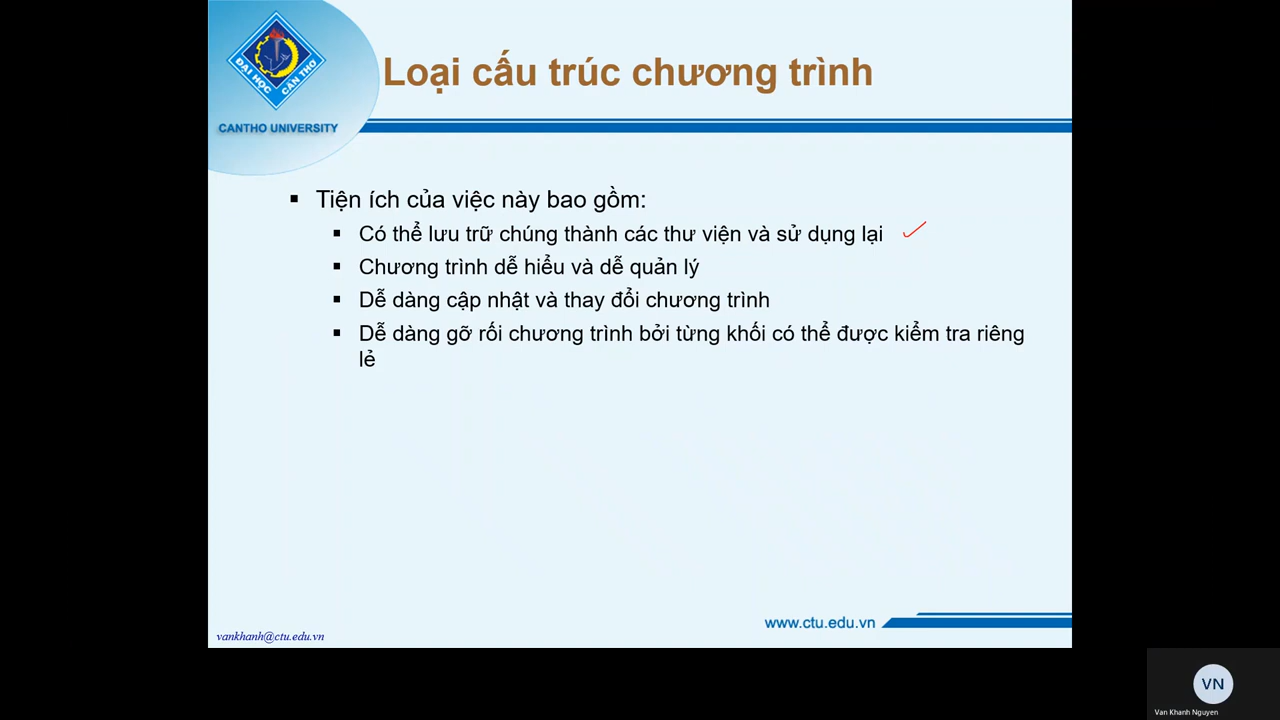 ĐẠI HỌC CẦN THƠ
CANTHO UNIVERSITY
Loại cấu trúc chương trình
Tiện ích của việc này bao gồm:
Có thể lưu trữ chúng thành các thư viện và sử dụng lại
Chương trình dễ hiểu và dễ quản lý
Dễ dàng cập nhật và thay đổi chương trình
Dễ dàng gỡ rối chương trình bởi từng khối có thể được kiểm tra riêng
lẻ
www.ctu.edu.vn
vankhanh@ctu.edu.vn
VN
Van Khanh Nguyen